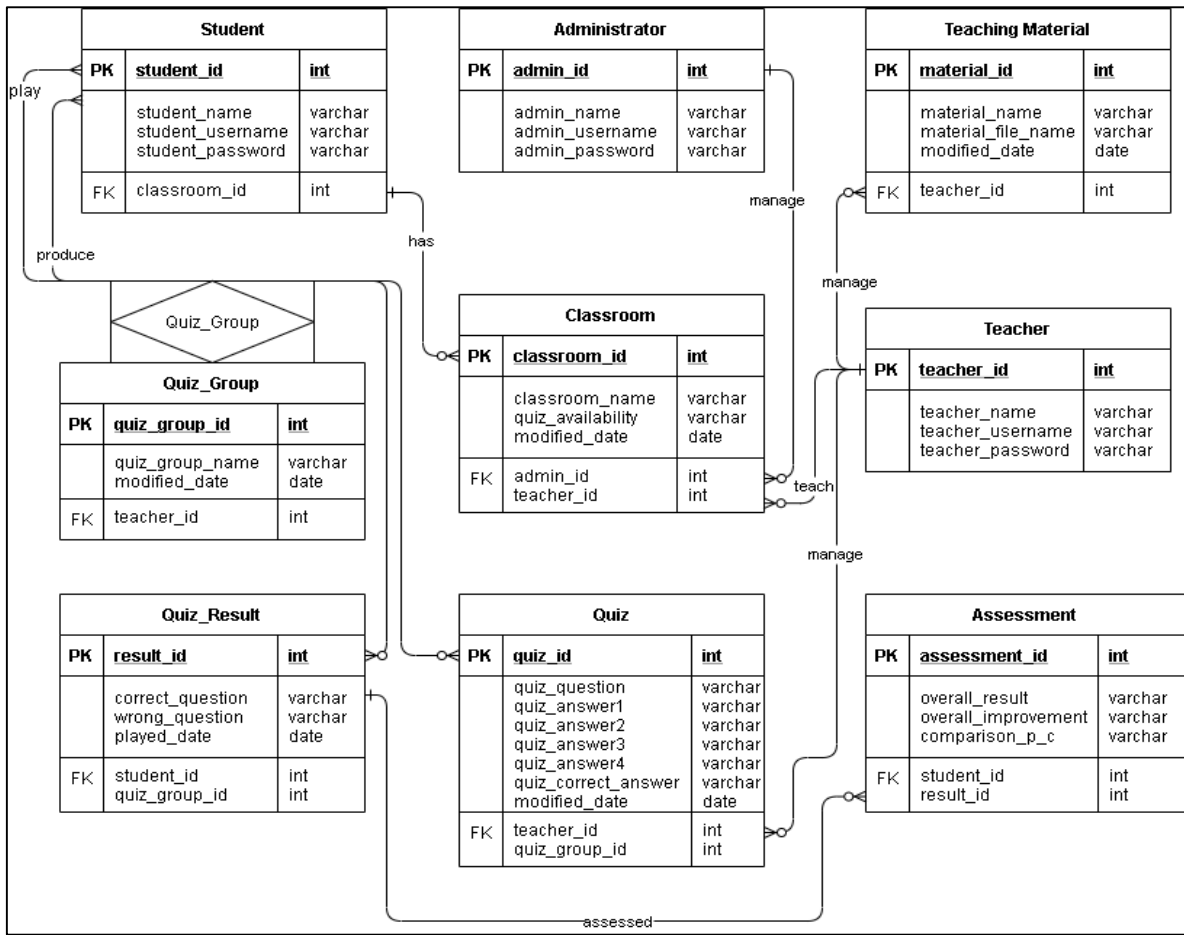 Student
PK student_id int
student_name varchar
student_username varchar
student_password varchar
FK classroom_id int
Administrator
PK admin_id int
admin_name varchar
admin_username varchar
admin_password varchar
Teaching Material
PK material_id int
material_name varchar
material_file_name varchar
modified_date date
FK teacher_id int
play
produce
has
manage
manage
Quiz_Group
Quiz_Group
PK quiz_group_id int
quiz_group_name varchar
modified_date date
FK teacher_id int
Classroom
PK classroom_id int
classroom_name varchar
quiz_availability varchar
modified_date date
FK admin_id int
teacher_id int
Teacher
PK teacher_id int
teacher_name varchar
teacher_username varchar
teacher_password varchar
teach
manage
Quiz_Result
PK result_id int
correct_question varchar
wrong_question varchar
played_date date
FK student_id int
quiz_group_id int
Quiz
PK quiz_id int
quiz_question varchar
quiz_answer1 varchar
quiz_answer2 varchar
quiz_answer3 varchar
quiz_answer4 varchar
quiz_correct_answer varchar
modified_date date
FK teacher_id int
quiz_group_id int
Assessment
PK assessment_id int
overall_result varchar
overall_improvement varchar
comparison_p_c varchar
FK student_id int
result_id int
assessed